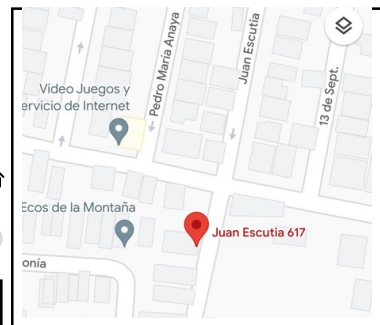 Pedro María Anaya
Juan Escutia
13 de Sept.
Video Juegos y
ervicio de Internet
Ecos de la Montaña
Juan Escutia 617
onía